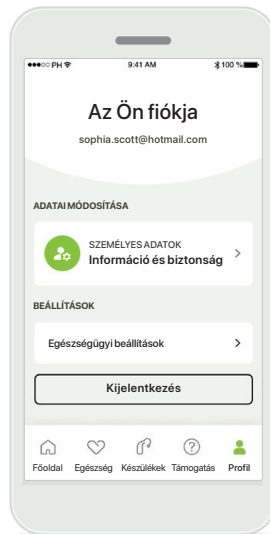 PH 9:41 AM 100 %
Az Ön fiókja
sophia.scott@hotmail.com
ADATAI MÓDOSÍTÁSA
SZEMÉLYES ADATOK
Információ és biztonság
BEÁLLÍTÁSOK
Egészségügyi beállítások
Kijelentkezés
Főoldal Egészség Készülékek Támogatás Profil